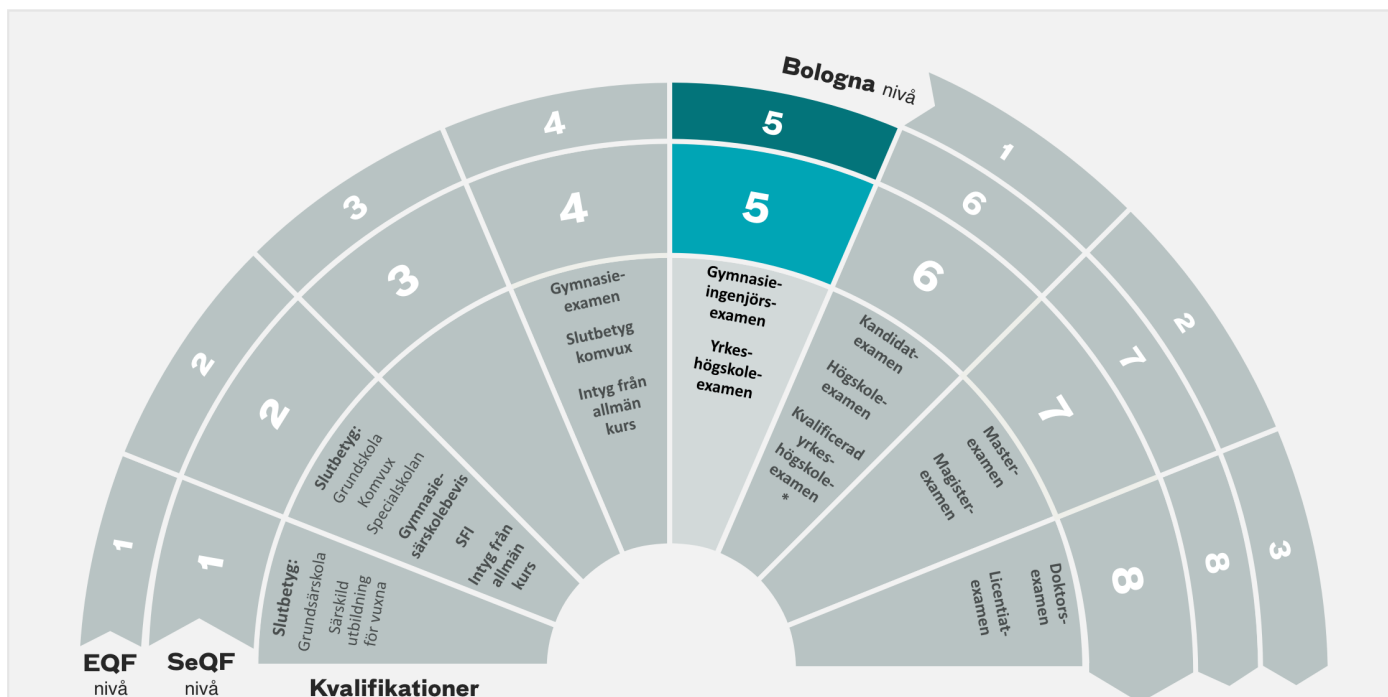 Bologna nivå
1
2
3
1
2
3
4
5
6
7
8
1
2
3
4
5
6
7
8
Slutbetyg:
Grundsärskola
Särskild
utbildning
för vuxna
Slutbetyg:
Grundskola
Komvux
Specialskolan
Gymnasie-
särskolebevis
SFI
Intyg från
allmän
kurs
Gymnasie-
examen
Slutbetyg
komvux
Intyg från
allmän
kurs
Gymnasie-
ingenjörs-
examen
Yrkes-
högskole-
examen
Kandidat-
examen
Högskole-
examen
Kvalificerad
yrkes-
högskole-
examen
*
Master-
examen
Magister-
examen
Doktors-
examen
Licentiat-
examen
EQF
nivå
SeQF
nivå
Kvalifikationer